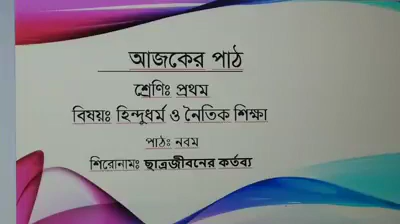 আজকের পাঠ
শ্রেণিঃ প্রথম
বিষয়ঃ হিন্দুধর্ম ও নৈতিক শিক্ষা
পাঠঃ নবম
শিরোনামঃ ছাত্রজীবনের কর্তব্য